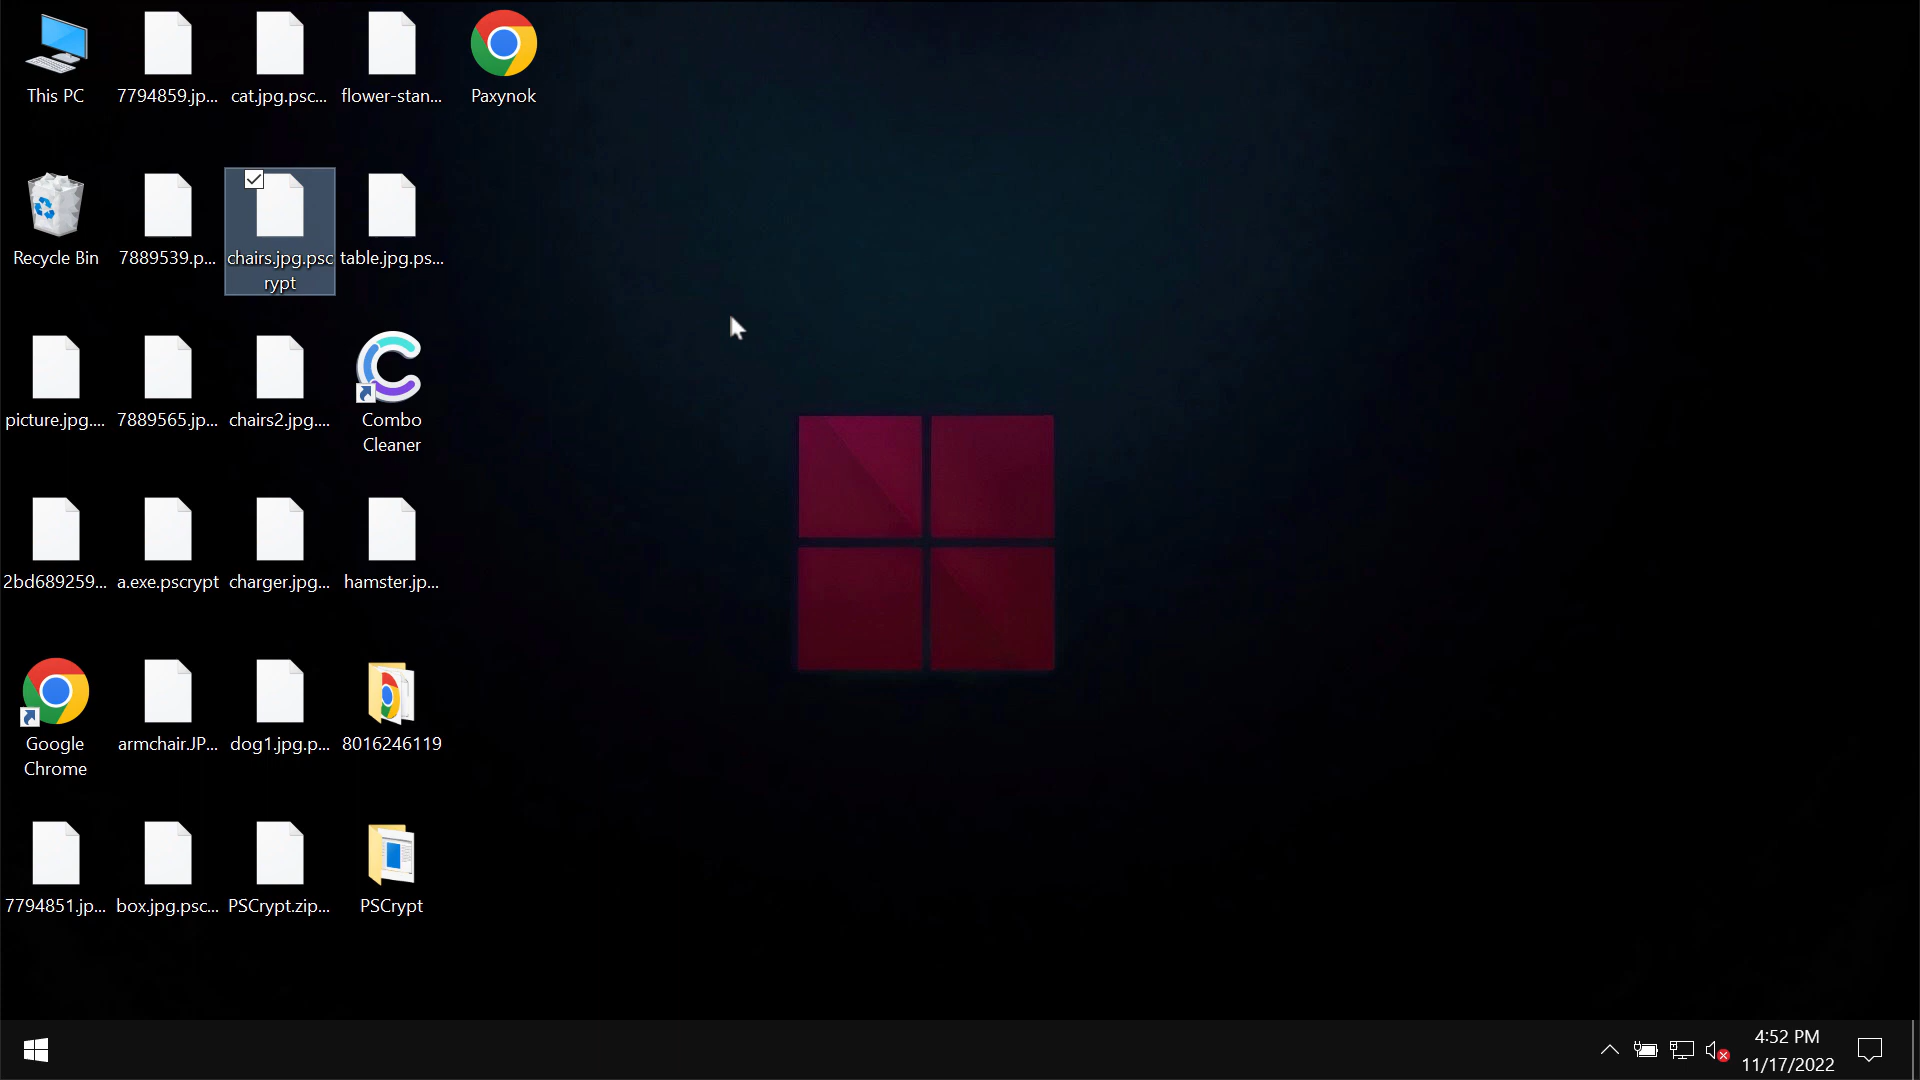 This PC
7794859.jp...
cat.jpg.psc...
flower-stan...
Paxynok
Recycle Bin
7889539.p...
chairs.jpg.psc
rypt
table.jpg.ps...
picture.jpg....
7889565.jp...
chairs2.jpg....
Combo
Cleaner
2bd689259...
a.exe.pscrypt
charger.jpg...
hamster.jp...
Google
Chrome
armchair.JP...
dog1.jpg.p...
8016246119
7794851.jp...
box.jpg.psc...
PSCrypt.zip...
PSCrypt
4:52 PM
11/17/2022